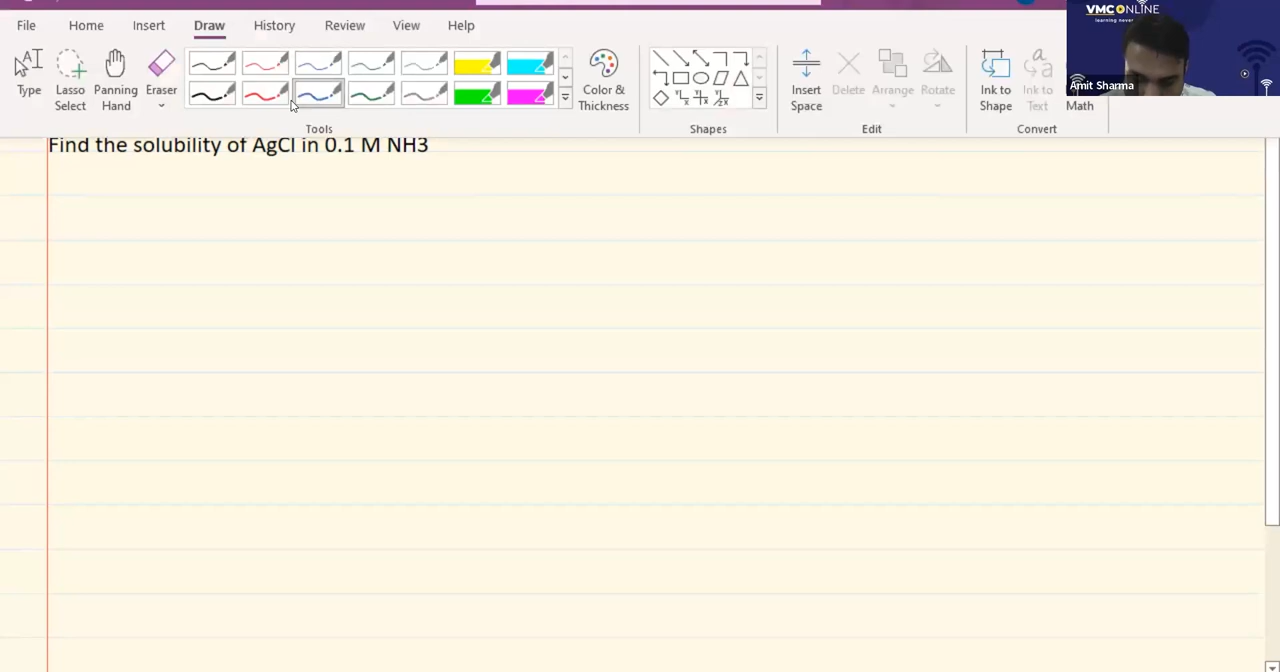 VMC ONLINE
learning never
File Home Insert Draw History Review View Help
Type
Lasso Select
Panning Hand
Eraser
Color & Thickness
Insert Space
Delete
Arrange
Rotate
Ink to Shape
Ink to Text
Math
Amit Sharma
Tools
Shapes
Edit
Convert
Find the solubility of AgCl in 0.1 M NH3